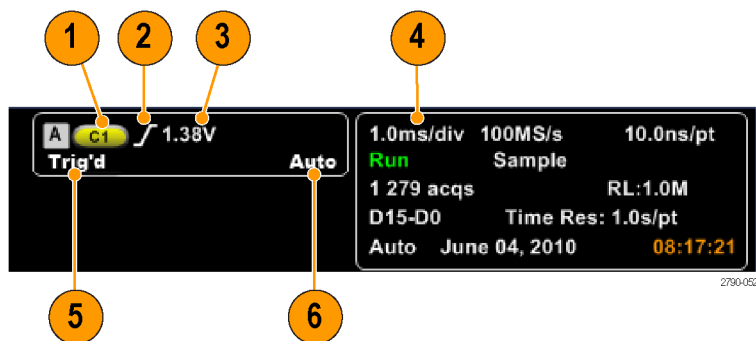 1 2 3 4
A C1 1.38V
Trig'd Auto
1.0ms/div 100MS/s 10.0ns/pt
Run Sample
1 279 acqs RL:1.0M
D15-D0 Time Res: 1.0s/pt
Auto June 04, 2010 08:17:21
2790-052
5 6